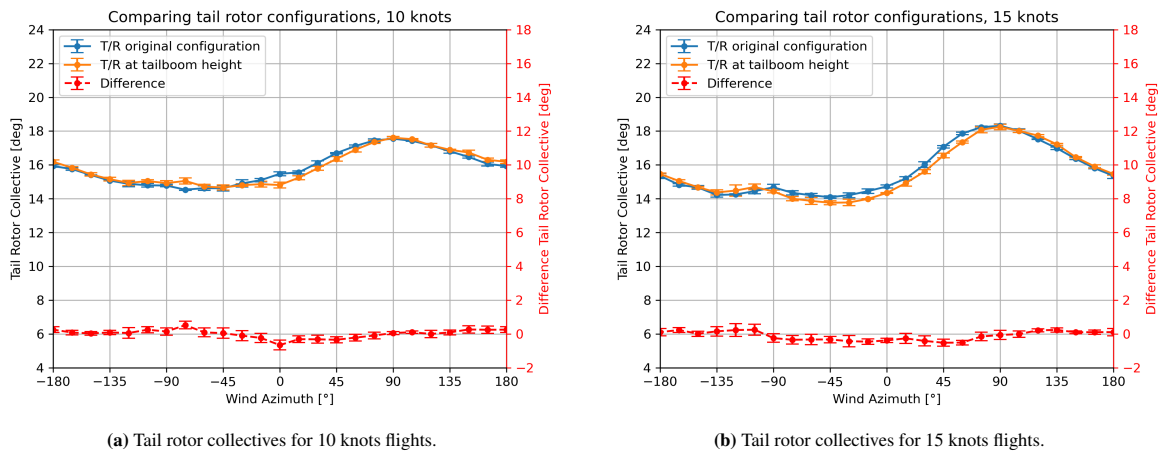 Comparing tail rotor configurations, 10 knots
T/R original configuration
T/R at tailboom height
Difference
Tail Rotor Collective [deg]
24
22
20
18
16
14
12
10
8
6
4
Difference Tail Rotor Collective [deg]
18
16
14
12
10
8
6
4
2
0
−2
−180 −135 −90 −45 0 45 90 135 180
Wind Azimuth [°]
(a) Tail rotor collectives for 10 knots flights.
Comparing tail rotor configurations, 15 knots
T/R original configuration
T/R at tailboom height
Difference
Tail Rotor Collective [deg]
24
22
20
18
16
14
12
10
8
6
4
Difference Tail Rotor Collective [deg]
18
16
14
12
10
8
6
4
2
0
−2
−180 −135 −90 −45 0 45 90 135 180
Wind Azimuth [°]
(b) Tail rotor collectives for 15 knots flights.